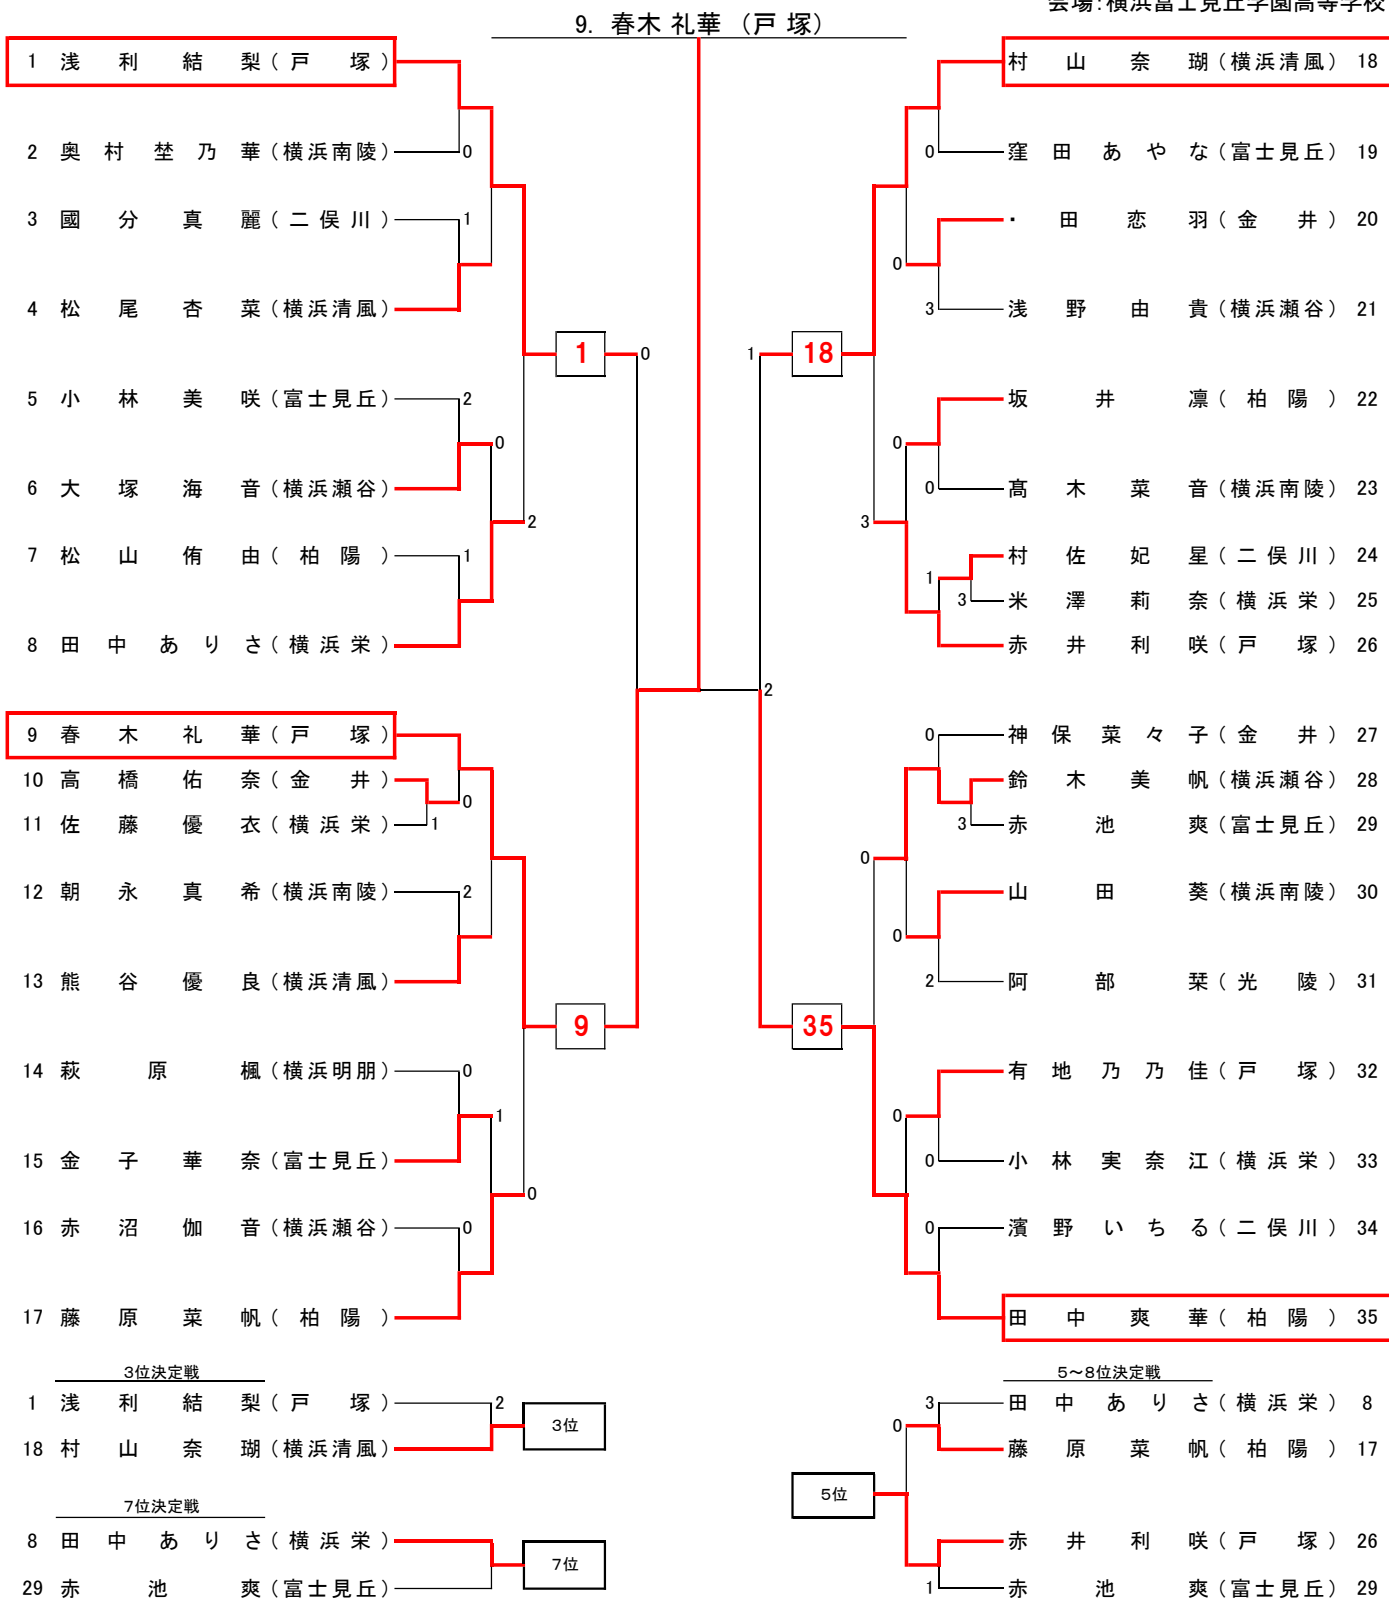 会場:横浜富士見丘学園高等学校
9. 春木 礼華 (戸 塚)
1 浅 利 結 梨 ( 戸 塚 )
村 山 奈 瑚 (横浜清風) 18
2 奥 村 埜 乃 華 (横浜南陵) 0
0 窪 田 あ や な (富士見丘) 19
3 國 分 真 麗 ( 二 俣 川 ) 1
・ 田 恋 羽 ( 金 井 ) 20
0
4 松 尾 杏 菜 (横浜清風)
3 浅 野 由 貴 (横浜瀬谷) 21
1 0
1 18
5 小 林 美 咲 (富士見丘) 2
坂 井 凛 ( 柏 陽 ) 22
0
0
6 大 塚 海 音 (横浜瀬谷)
0 髙 木 菜 音 (横浜南陵) 23
2
3
7 松 山 侑 由 ( 柏 陽 ) 1
村 佐 妃 星 ( 二 俣 川 ) 24
1
3 米 澤 莉 奈 ( 横 浜 栄 ) 25
8 田 中 あ り さ ( 横 浜 栄 )
赤 井 利 咲 ( 戸 塚 ) 26
2
9 春 木 礼 華 ( 戸 塚 )
0 神 保 菜 々 子 ( 金 井 ) 27
10 高 橋 佑 奈 ( 金 井 )
鈴 木 美 帆 (横浜瀬谷) 28
0
11 佐 藤 優 衣 ( 横 浜 栄 ) 1
3 赤 池 爽 (富士見丘) 29
0
12 朝 永 真 希 (横浜南陵) 2
山 田 葵 (横浜南陵) 30
0
13 熊 谷 優 良 (横浜清風)
2 阿 部 栞 ( 光 陵 ) 31
9
35
14 萩 原 楓 (横浜明朋) 0
有 地 乃 乃 佳 ( 戸 塚 ) 32
1
0
15 金 子 華 奈 (富士見丘)
0 小 林 実 奈 江 ( 横 浜 栄 ) 33
0
16 赤 沼 伽 音 (横浜瀬谷) 0
0 濱 野 い ち る ( 二 俣 川 ) 34
17 藤 原 菜 帆 ( 柏 陽 )
田 中 爽 華 ( 柏 陽 ) 35
3位決定戦
1 浅 利 結 梨 ( 戸 塚 ) 2
3位
18 村 山 奈 瑚 (横浜清風)
5～8位決定戦
3 田 中 あ り さ ( 横 浜 栄 ) 8
0
藤 原 菜 帆 ( 柏 陽 ) 17
5位
7位決定戦
8 田 中 あ り さ ( 横 浜 栄 )
7位
29 赤 池 爽 (富士見丘)
赤 井 利 咲 ( 戸 塚 ) 26
1 赤 池 爽 (富士見丘) 29